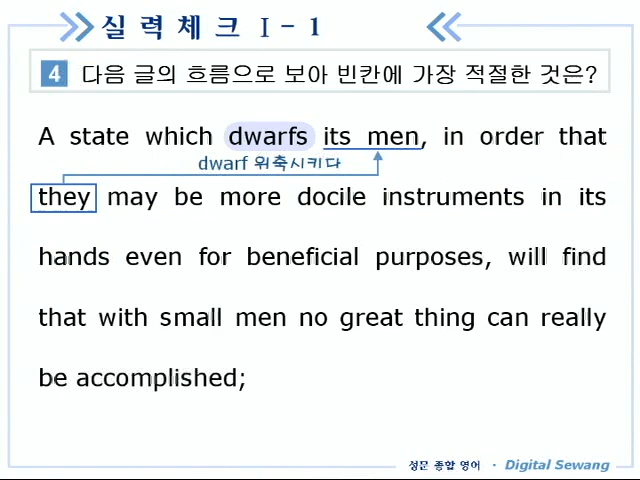 실력체크 I - 1
4 다음 글의 흐름으로 보아 빈칸에 가장 적절한 것은?
A state which dwarfs its men, in order that
dwarf 위축시키다
they may be more docile instruments in its
hands even for beneficial purposes, will find
that with small men no great thing can really
be accomplished;
성문 종합 영어 · Digital Sewang